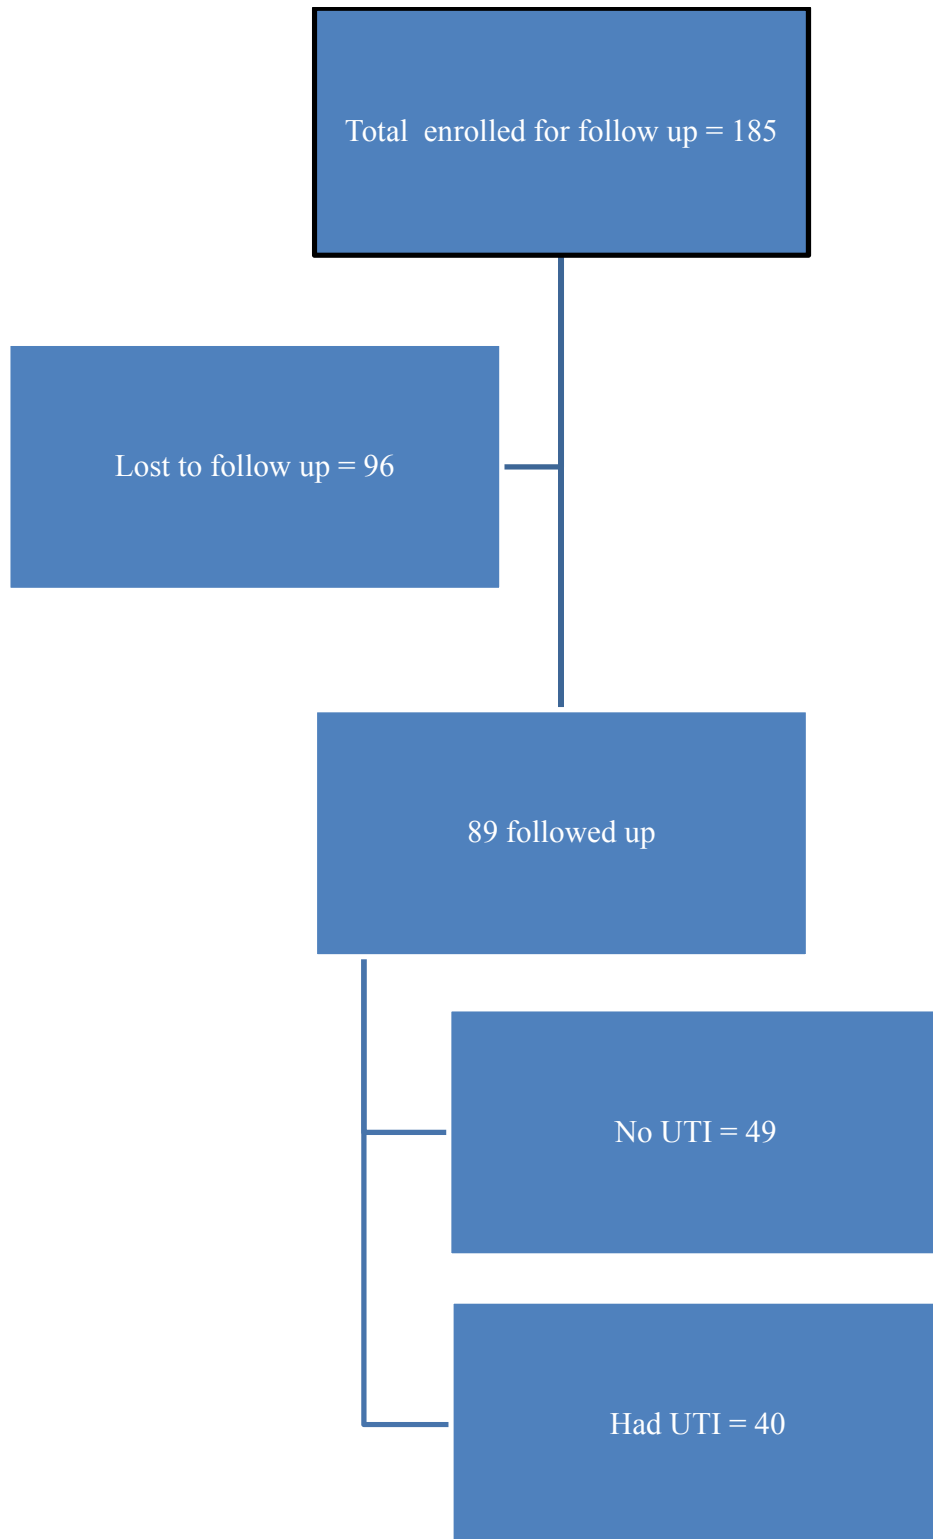 Total enrolled for follow up = 185
Lost to follow up = 96
89 followed up
No UTI = 49
Had UTI = 40